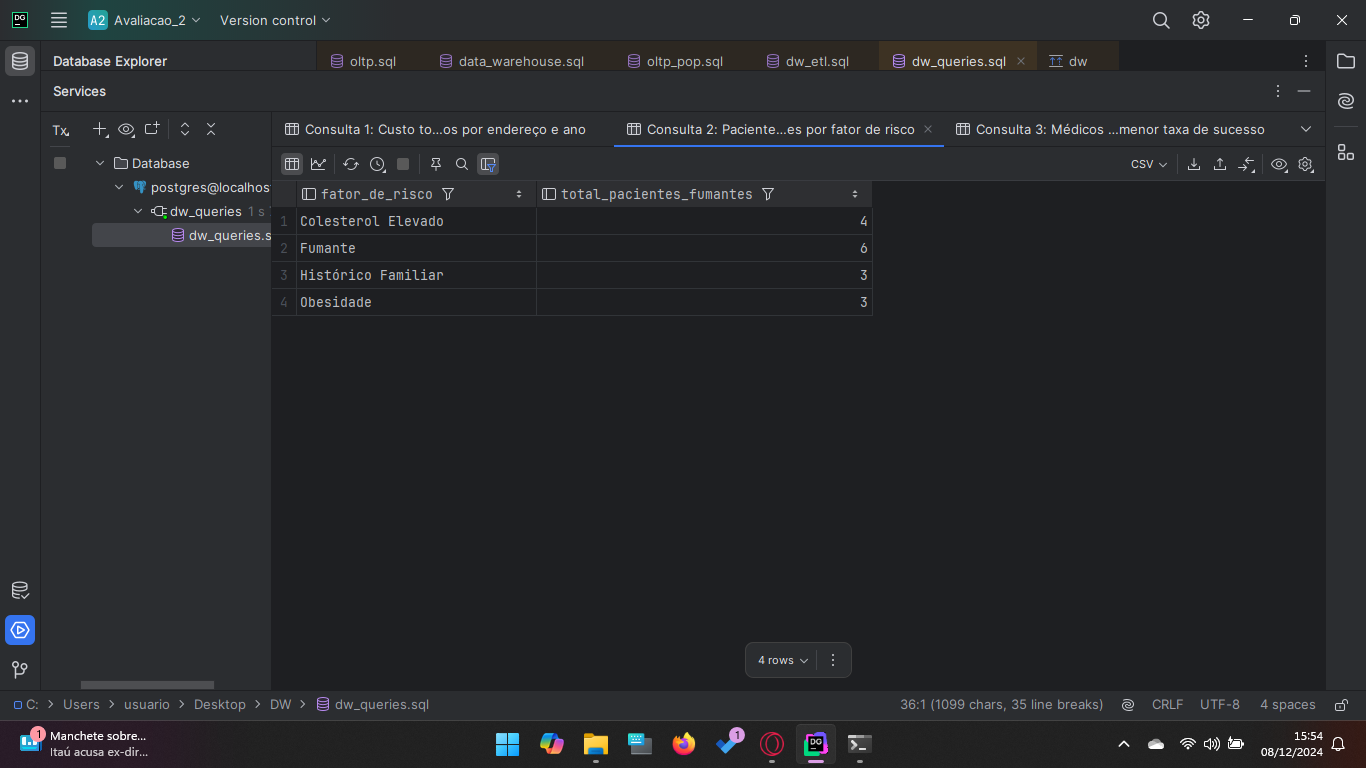 DG
A2 Avaliacao_2
Version control
Database Explorer
oltp.sql
data_warehouse.sql
oltp_pop.sql
dw_etl.sql
dw_queries.sql
dw
Services
Tx
Consulta 1: Custo to...os por endereço e ano
Consulta 2: Paciente...es por fator de risco
Consulta 3: Médicos ...menor taxa de sucesso
Database
postgres@localhos
dw_queries 1 s
dw_queries.s
CSV
fator_de_risco total_pacientes_fumantes
1 Colesterol Elevado 4
2 Fumante 6
3 Histórico Familiar 3
4 Obesidade 3
4 rows
C: > Users > usuario > Desktop > DW > dw_queries.sql
36:1 (1099 chars, 35 line breaks)
CRLF
UTF-8
4 spaces
1
Manchete sobre...
Itaú acusa ex-dir...
1
DG
15:54
08/12/2024